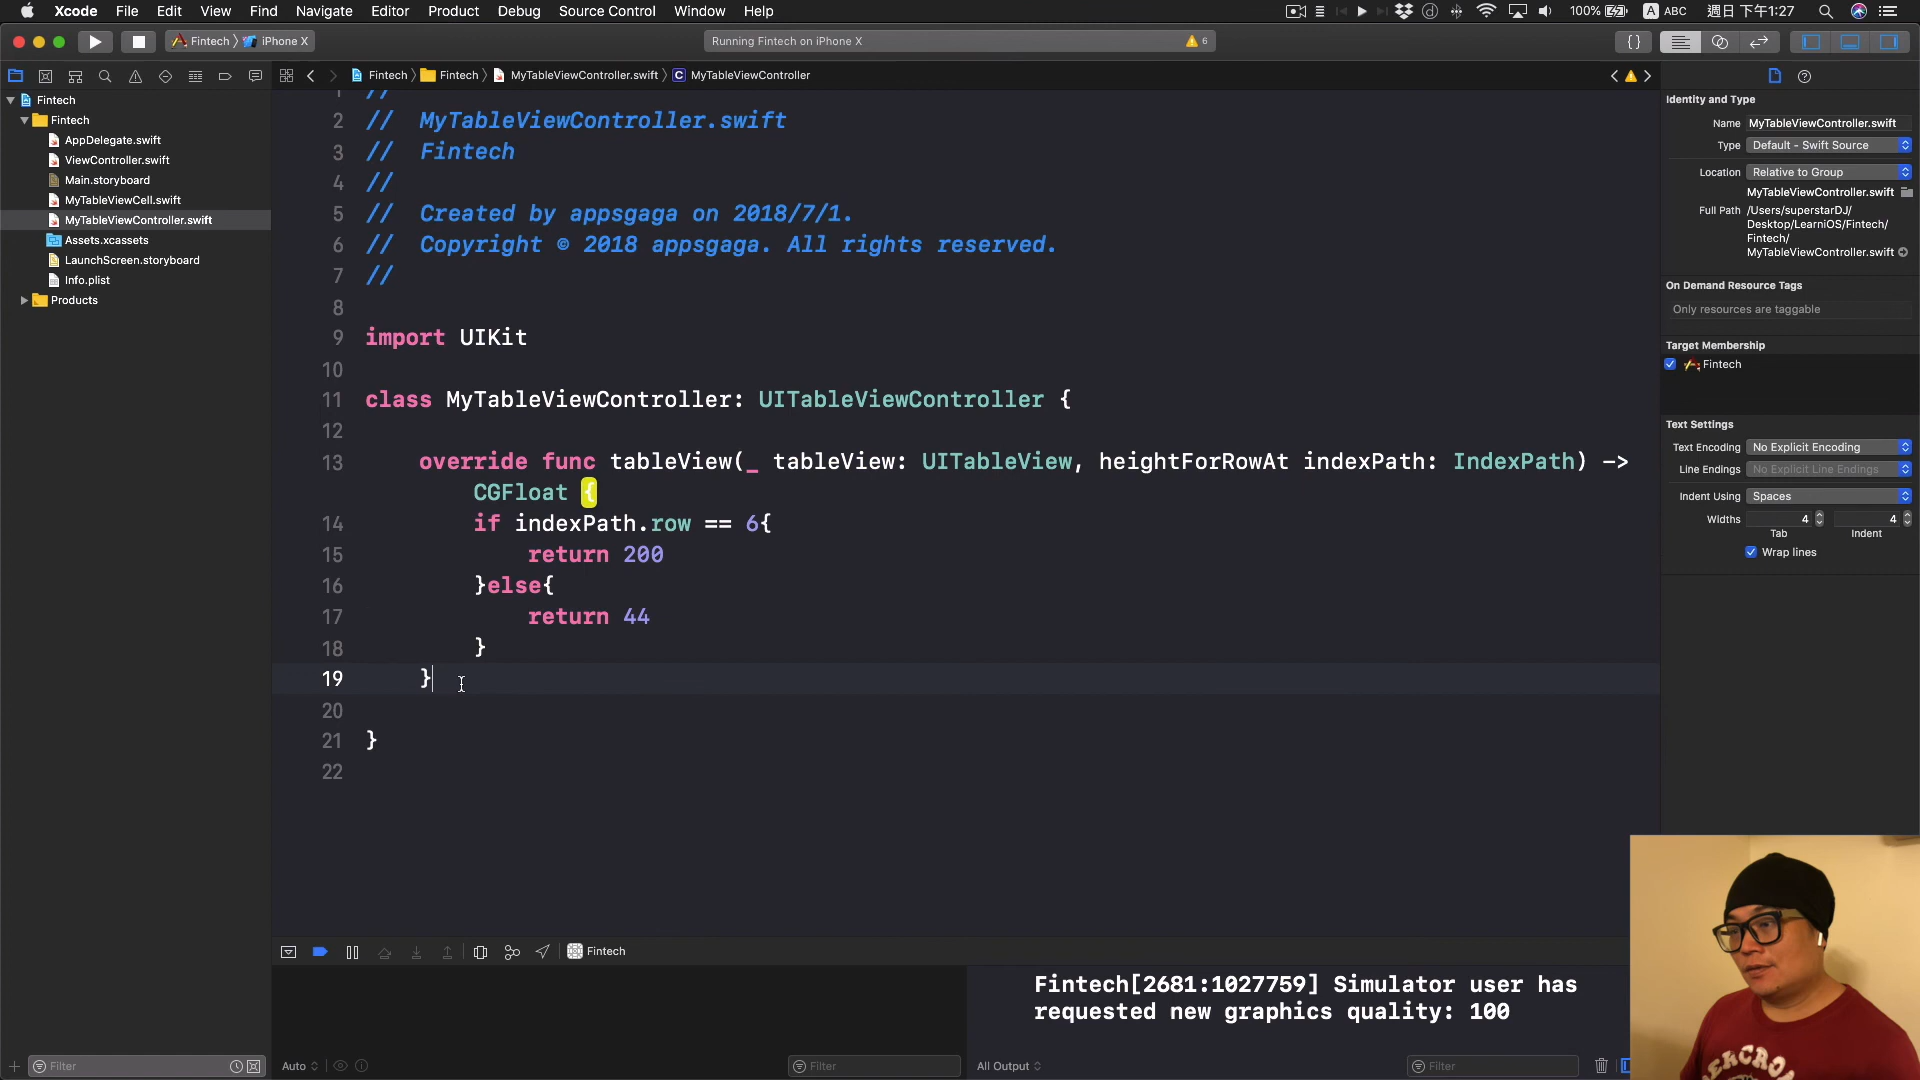 Xcode File Edit View Find Navigate Editor Product Debug Source Control Window Help
100% A ABC 週日 下午1:27
Fintech iPhone X
Running Fintech on iPhone X 6
Fintech Fintech MyTableViewController.swift C MyTableViewController
Fintech
Fintech
AppDelegate.swift
ViewController.swift
Main.storyboard
MyTableViewCell.swift
MyTableViewController.swift
Assets.xcassets
LaunchScreen.storyboard
Info.plist
Products
1 //
2 // MyTableViewController.swift
3 // Fintech
4 //
5 // Created by appsgaga on 2018/7/1.
6 // Copyright © 2018 appsgaga. All rights reserved.
7 //
8
9 import UIKit
10
11 class MyTableViewController: UITableViewController {
12
13 override func tableView(_ tableView: UITableView, heightForRowAt indexPath: IndexPath) ->
CGFloat {
14 if indexPath.row == 6{
15 return 200
16 }else{
17 return 44
18 }
19 }
20
21 }
22
Identity and Type
Name MyTableViewController.swift
Type Default - Swift Source
Location Relative to Group
MyTableViewController.swift
Full Path /Users/superstarDJ/
Desktop/LearniOS/Fintech/
Fintech/
MyTableViewController.swift
On Demand Resource Tags
Only resources are taggable
Target Membership
Fintech
Text Settings
Text Encoding No Explicit Encoding
Line Endings No Explicit Line Endings
Indent Using Spaces
Widths 4 4
Tab Indent
Wrap lines
Fintech
Fintech[2681:1027759] Simulator user has
requested new graphics quality: 100
Filter
Auto
Filter
All Output
Filter